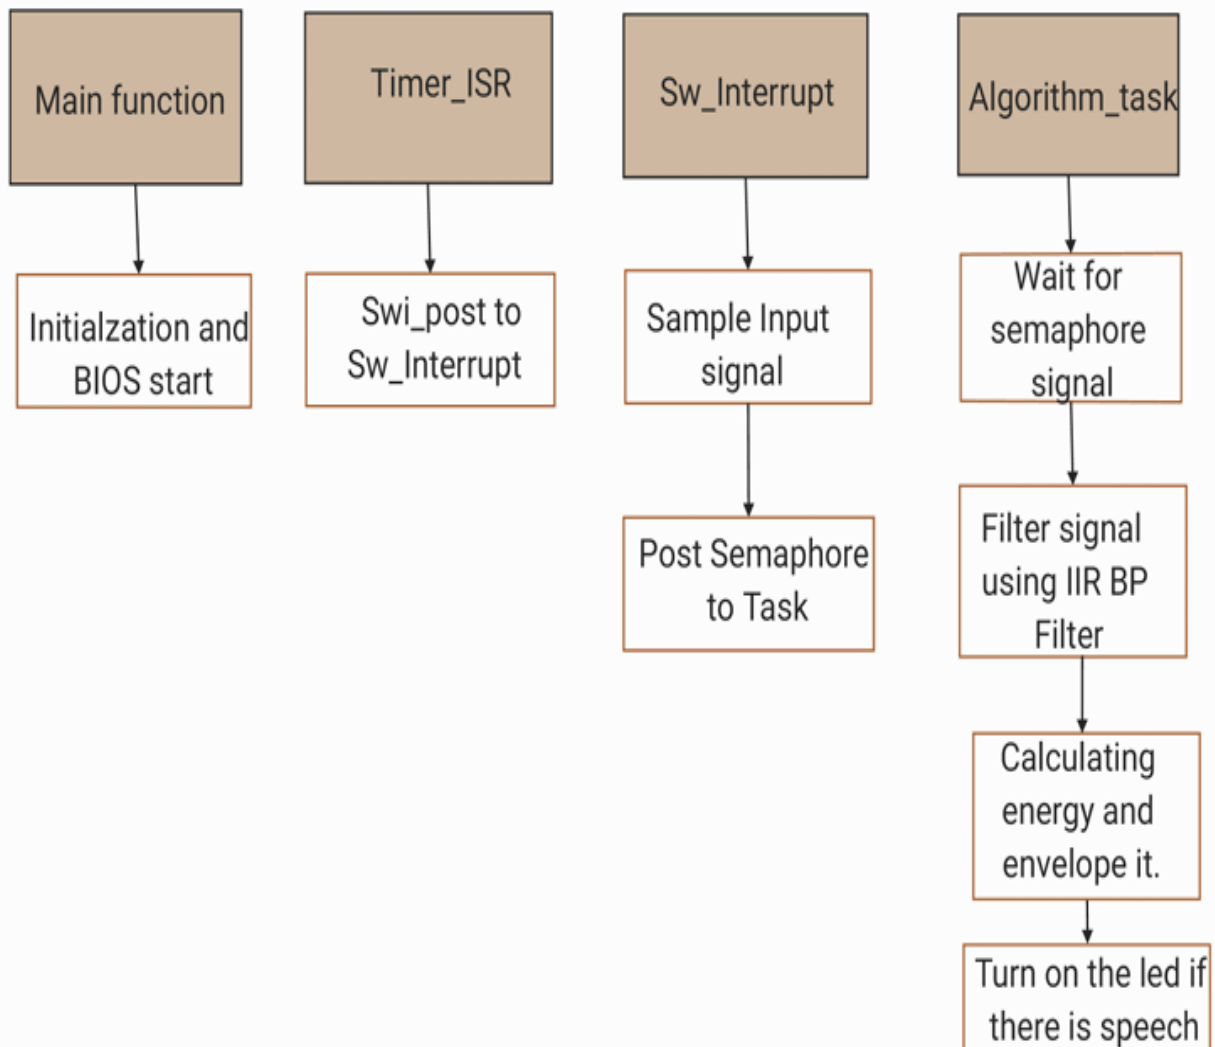 Main function
Initialzation and
BIOS start
Timer_ISR
Swi_post to
Sw_Interrupt
Sw_Interrupt
Sample Input
signal
Post Semaphore
to Task
Algorithm_task
Wait for
semaphore
signal
Filter signal
using IIR BP
Filter
Calculating
energy and
envelope it.
Turn on the led if
there is speech